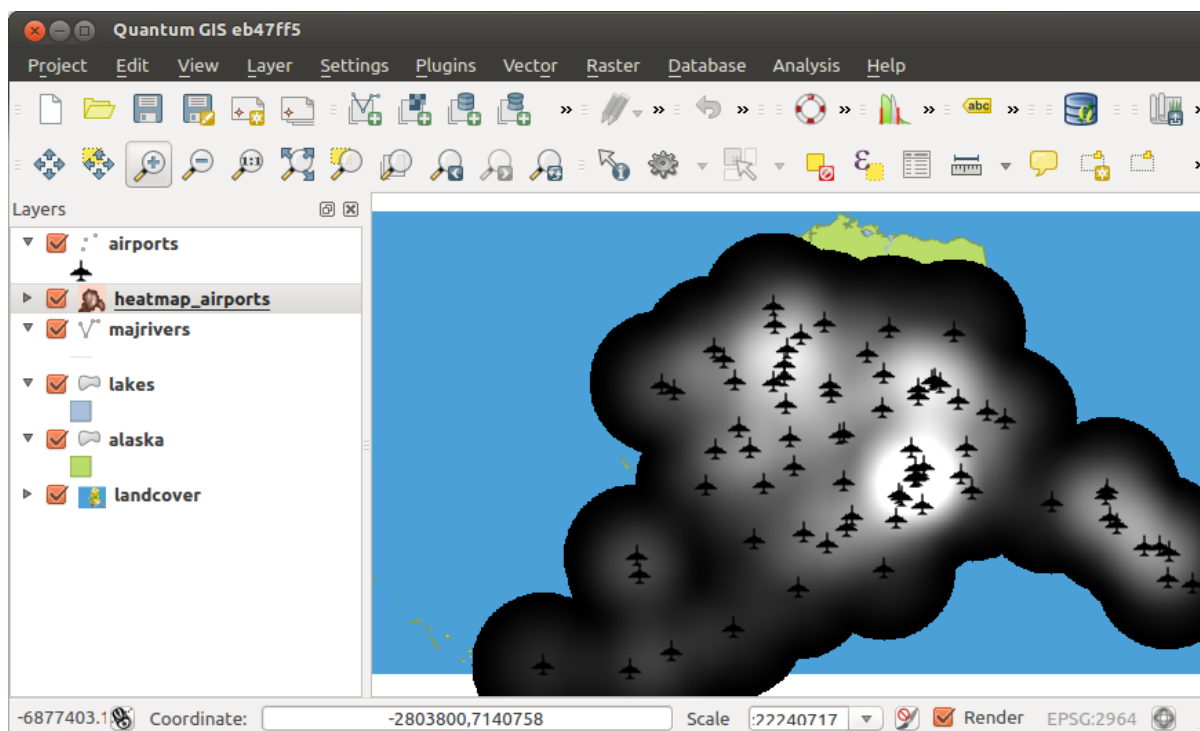 Quantum GIS eb47ff5
Project Edit View Layer Settings Plugins Vector Raster Database Analysis Help
» » » » » abc » »
1:1 ε »
Layers
airports
heatmap_airports
majrivers
lakes
alaska
landcover
-6877403.1 Coordinate: -2803800,7140758 Scale :22240717 Render EPSG:2964